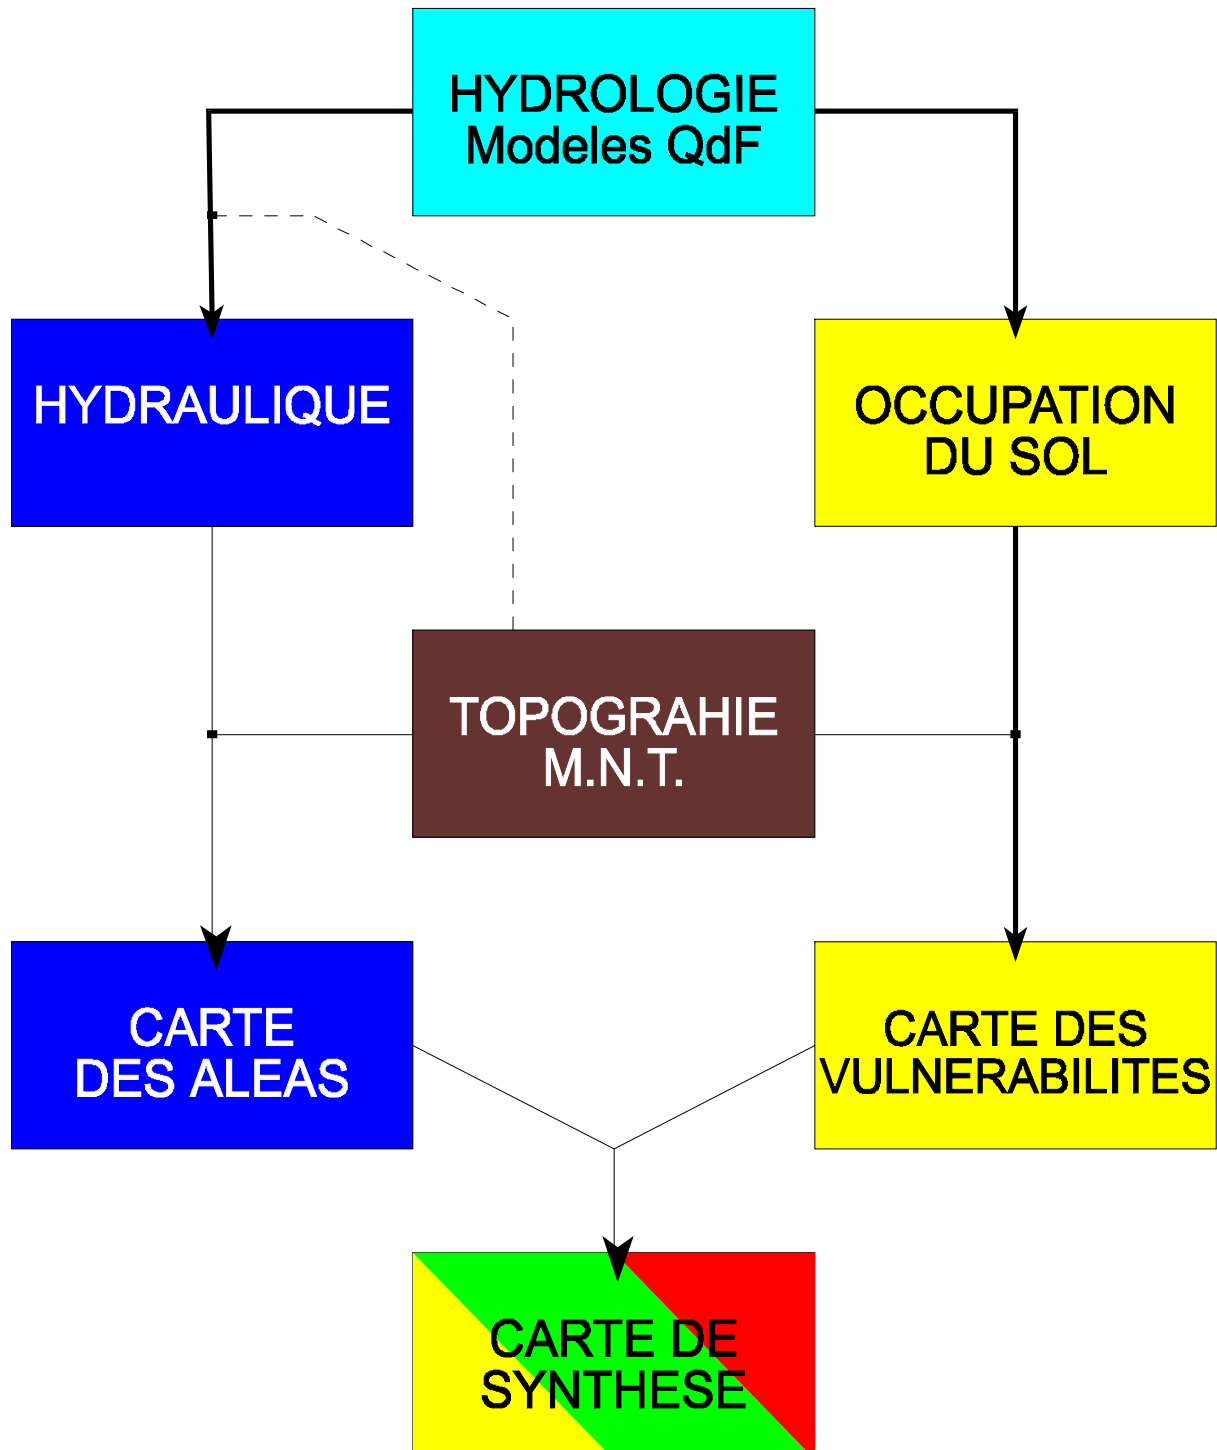 HYDROLOGIE
Modeles QdF
HYDRAULIQUE
OCCUPATION
DU SOL
TOPOGRAHIE
M.N.T.
CARTE
DES ALEAS
CARTE DES
VULNERABILITES
CARTE DE
SYNTHESE